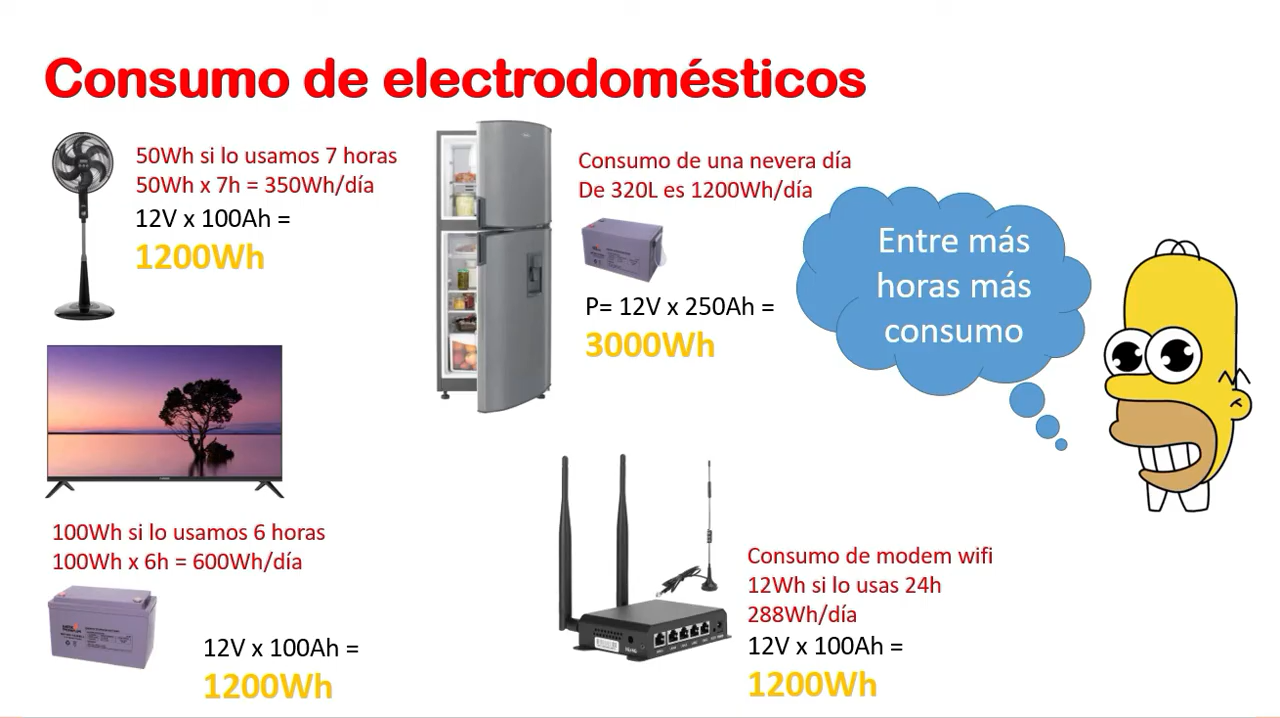 Consumo de electrodomésticos
50Wh si lo usamos 7 horas
50Wh x 7h = 350Wh/día
12V x 100Ah =
1200Wh
Consumo de una nevera día
De 320L es 1200Wh/día
P= 12V x 250Ah =
3000Wh
Entre más
horas más
consumo
100Wh si lo usamos 6 horas
100Wh x 6h = 600Wh/día
12V x 100Ah =
1200Wh
Consumo de modem wifi
12Wh si lo usas 24h
288Wh/día
12V x 100Ah =
1200Wh